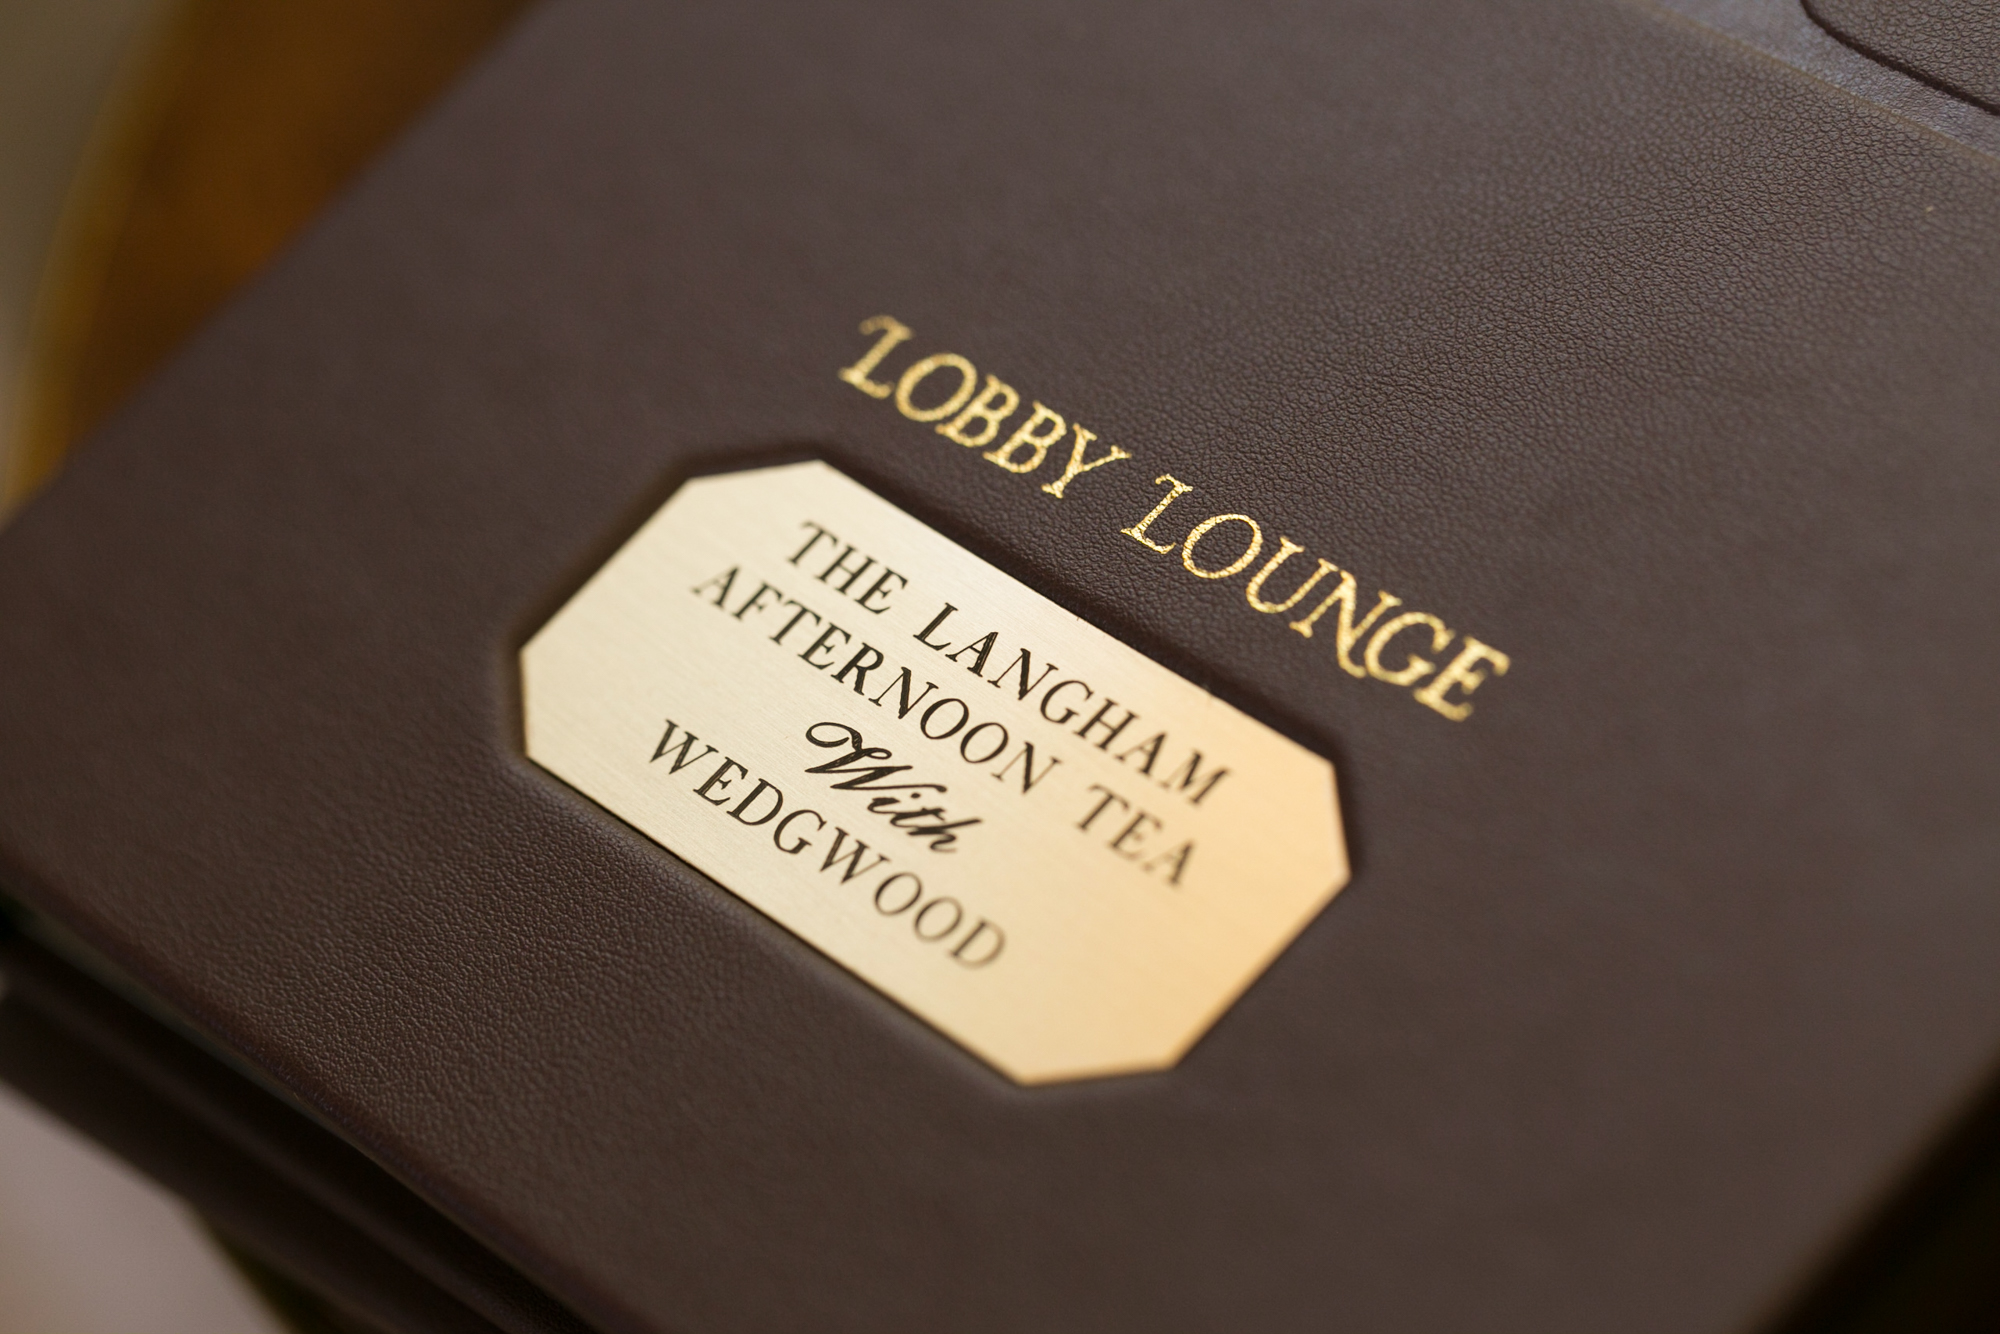 LOBBY LOUNGE
THE LANGHAM
AFTERNOON TEA
With
WEDGWOOD